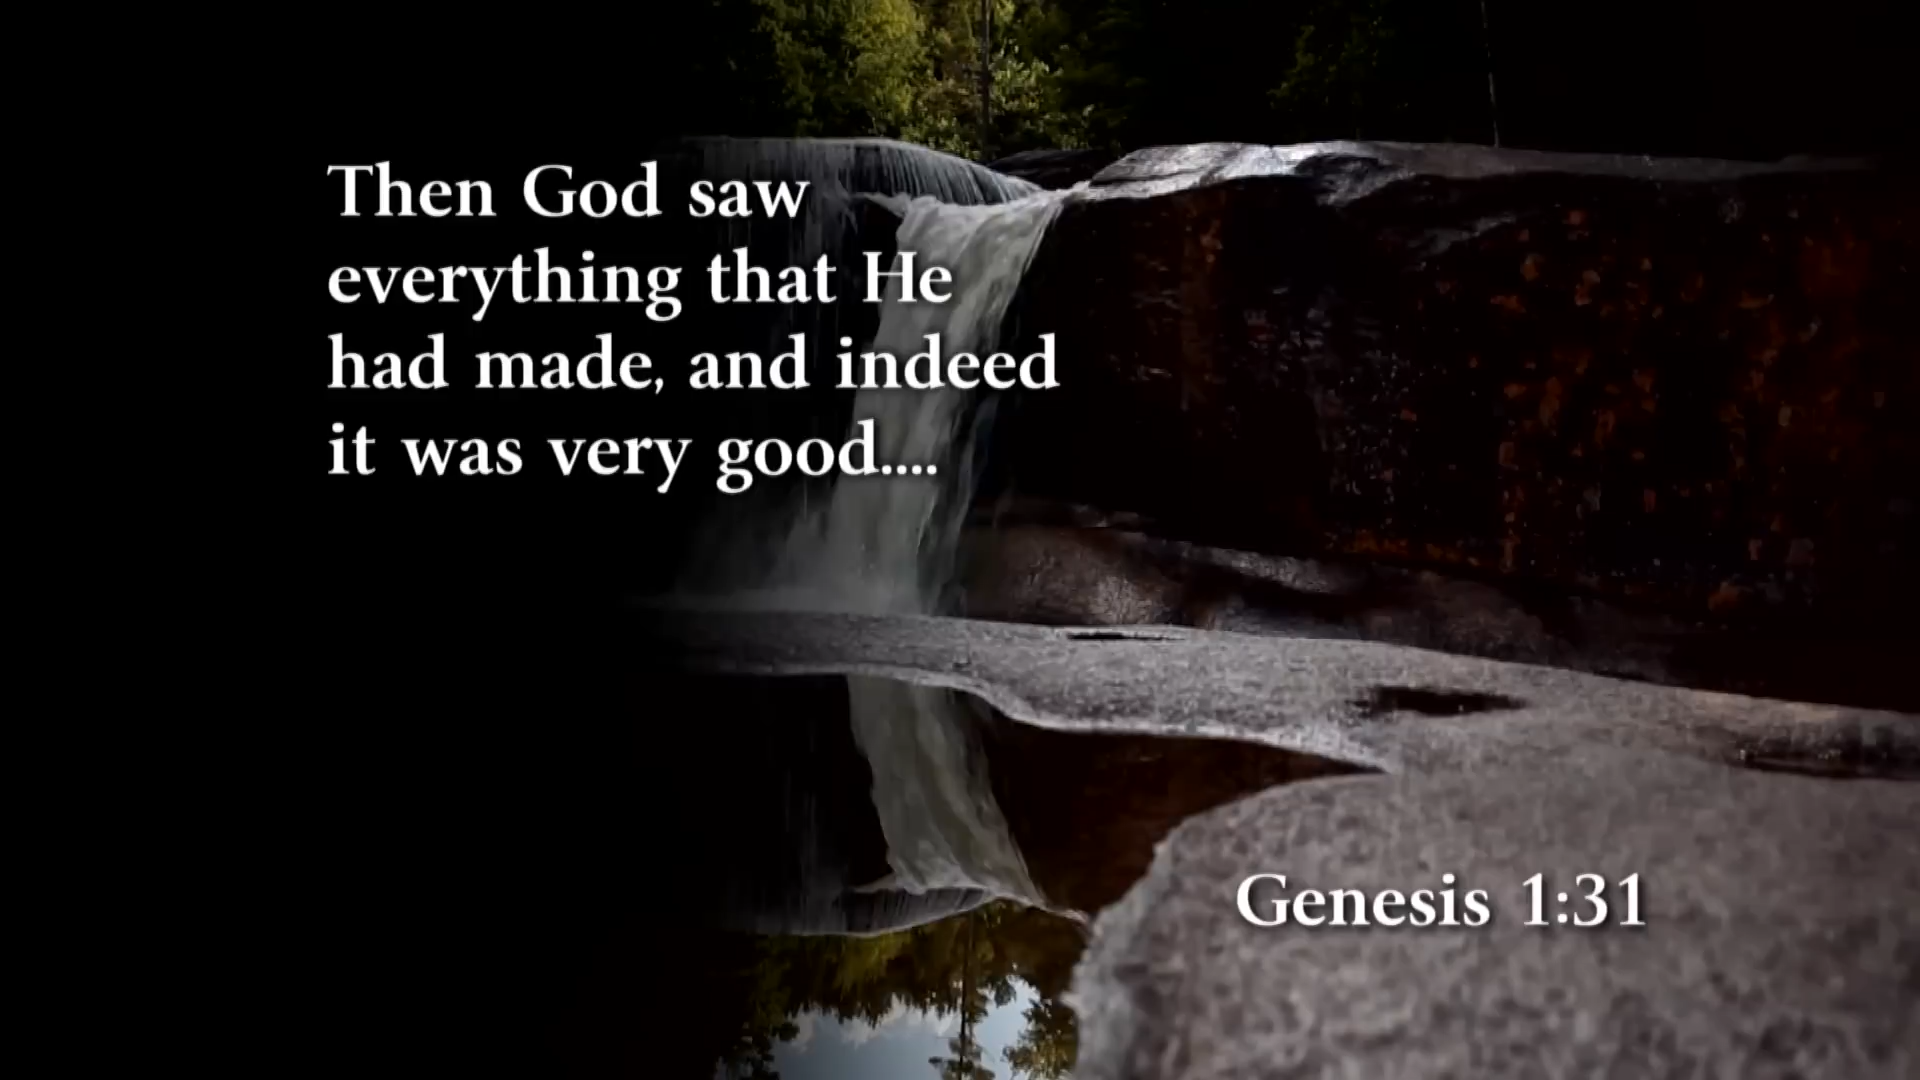 Then God saw
everything that He
had made, and indeed
it was very good....
Genesis 1:31